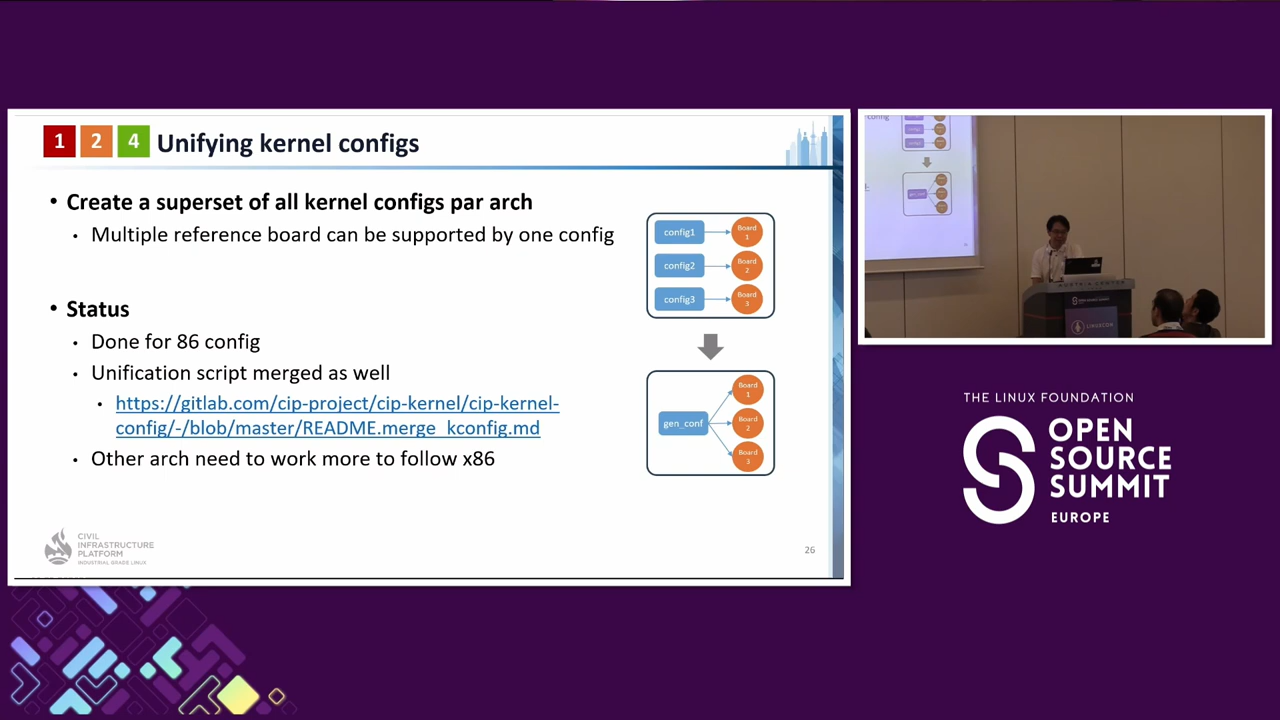 1 2 4 Unifying kernel configs
• Create a superset of all kernel configs par arch
• Multiple reference board can be supported by one config
• Status
• Done for 86 config
• Unification script merged as well
• https://gitlab.com/cip-project/cip-kernel/cip-kernel-
config/-/blob/master/README.merge_kconfig.md
• Other arch need to work more to follow x86
config1
Board
1
config2
Board
2
config3
Board
3
gen_conf
Board
1
Board
2
Board
3
CIVIL
INFRASTRUCTURE
PLATFORM
INDUSTRIAL GRADE LINUX
26
config
LINUXCON
THE LINUX FOUNDATION
OPEN
SOURCE
SUMMIT
EUROPE